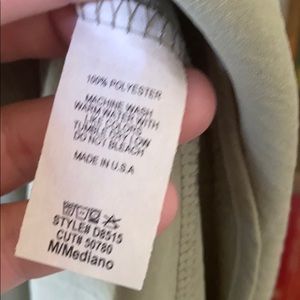 100% POLYESTER
MACHINE WASH
WARM WATER WITH
LIKE COLORS
TUMBLE DRY LOW
DO NOT BLEACH
MADE IN U.S.A
STYLE# D8515
CUT# 50780
M/Mediano